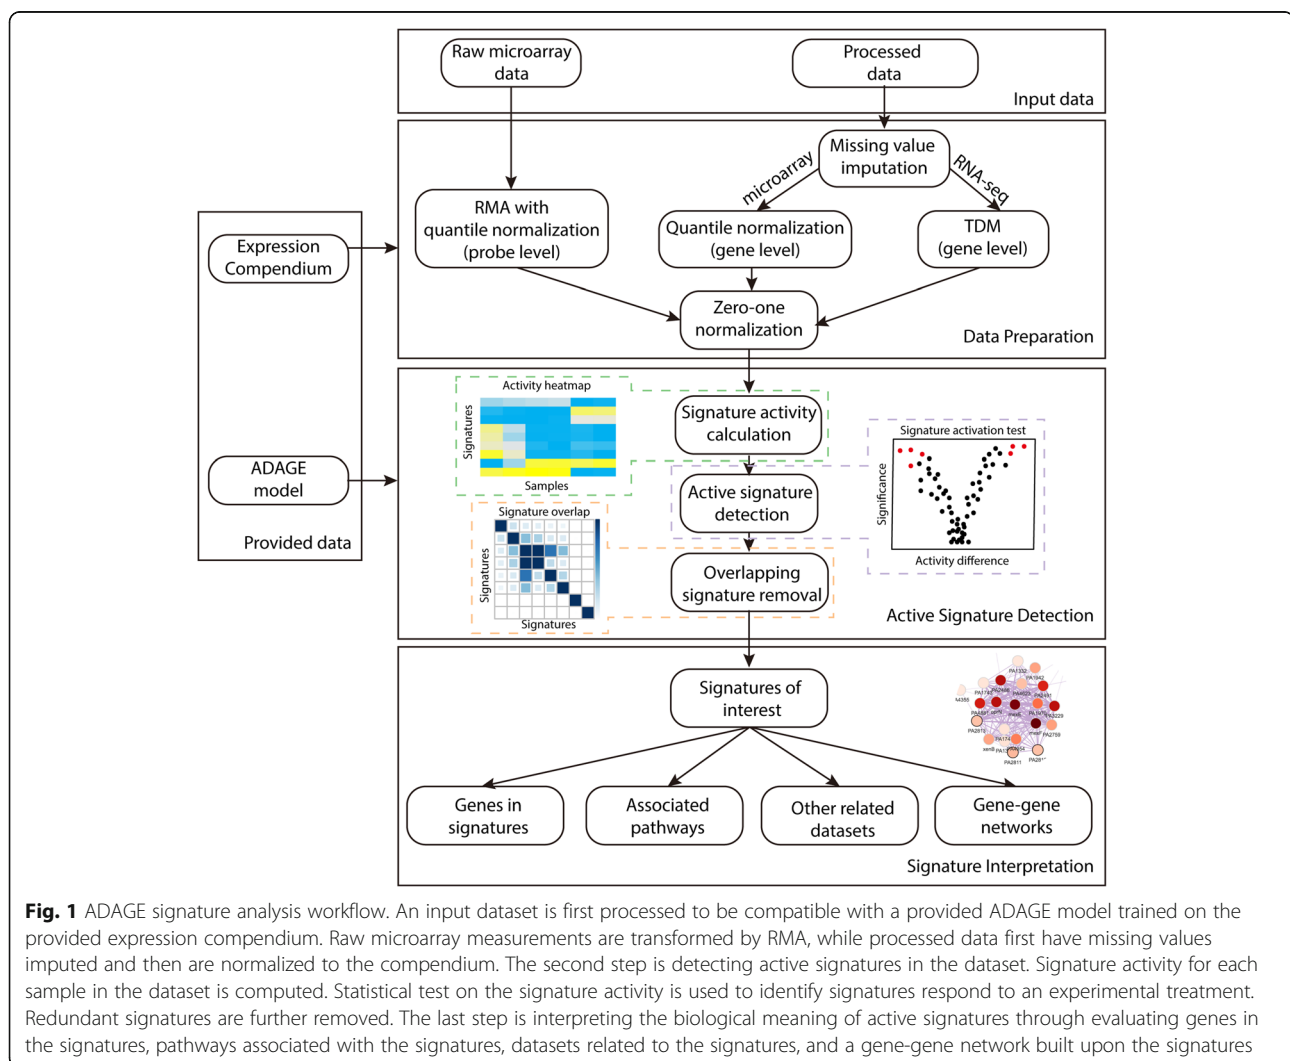 Raw microarray
data
Processed
data
Input data
Missing value
imputation
microarray
RNA-seq
RMA with
quantile normalization
(probe level)
Quantile normalization
(gene level)
TDM
(gene level)
Expression
Compendium
Zero-one
normalization
Data Preparation
Activity heatmap
Signatures
Samples
Signature activity
calculation
Signature activation test
Significance
Activity difference
ADAGE
model
Provided data
Active signature
detection
Signature overlap
Signatures
Signatures
Overlapping
signature removal
Active Signature Detection
Signatures of
interest
PA1332
PA2759
PA2811
Genes in
signatures
Associated
pathways
Other related
datasets
Gene-gene
networks
Signature Interpretation
Fig. 1 ADAGE signature analysis workflow. An input dataset is first processed to be compatible with a provided ADAGE model trained on the
provided expression compendium. Raw microarray measurements are transformed by RMA, while processed data first have missing values
imputed and then are normalized to the compendium. The second step is detecting active signatures in the dataset. Signature activity for each
sample in the dataset is computed. Statistical test on the signature activity is used to identify signatures respond to an experimental treatment.
Redundant signatures are further removed. The last step is interpreting the biological meaning of active signatures through evaluating genes in
the signatures, pathways associated with the signatures, datasets related to the signatures, and a gene-gene network built upon the signatures